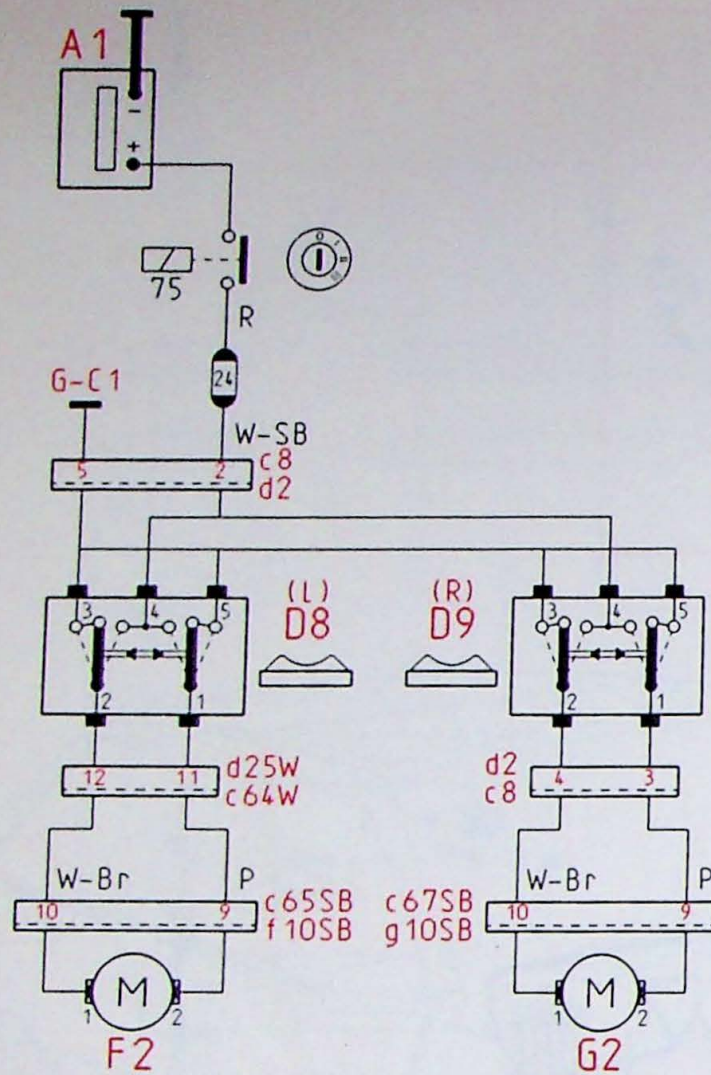 A1
-
+
O I II III
75
R
24
G-C1
W-SB
5 2 c8
d2
(L) (R)
3 4 5 D8 D9 3 4 5
2 1 2 1
12 11 d25W d2 4 3
c64W c8
W-Br P W-Br P
10 9 c65SB c67SB 10 9
f10SB g10SB
M M
1 2 1 2
F2 G2